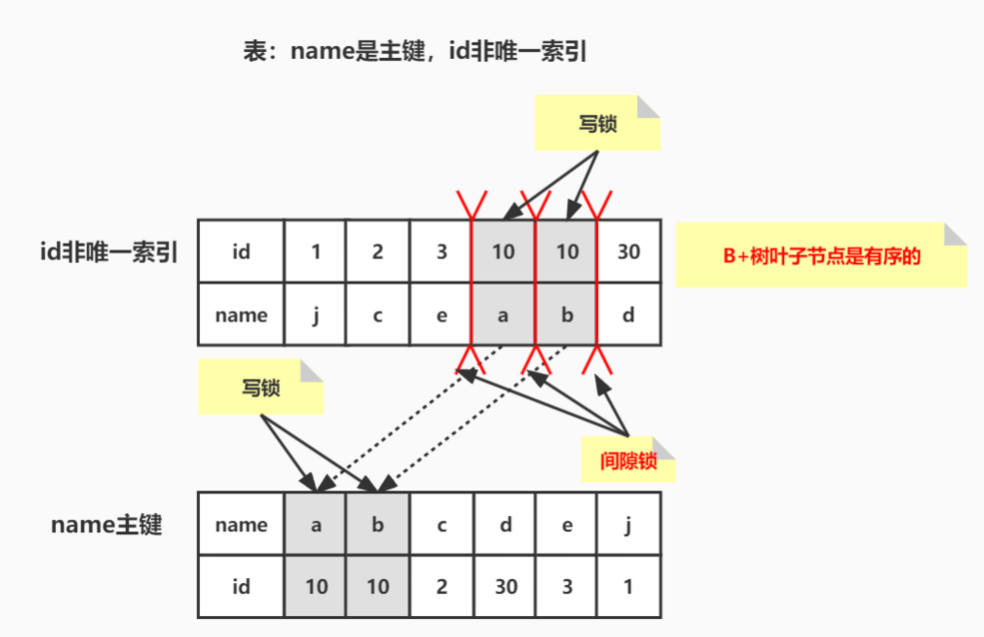 表：name是主键，id非唯一索引
写锁
id非唯一索引
id 1 2 3 10 10 30
name j c e a b d
B+树叶子节点是有序的
写锁
间隙锁
name主键
name a b c d e j
id 10 10 2 30 3 1